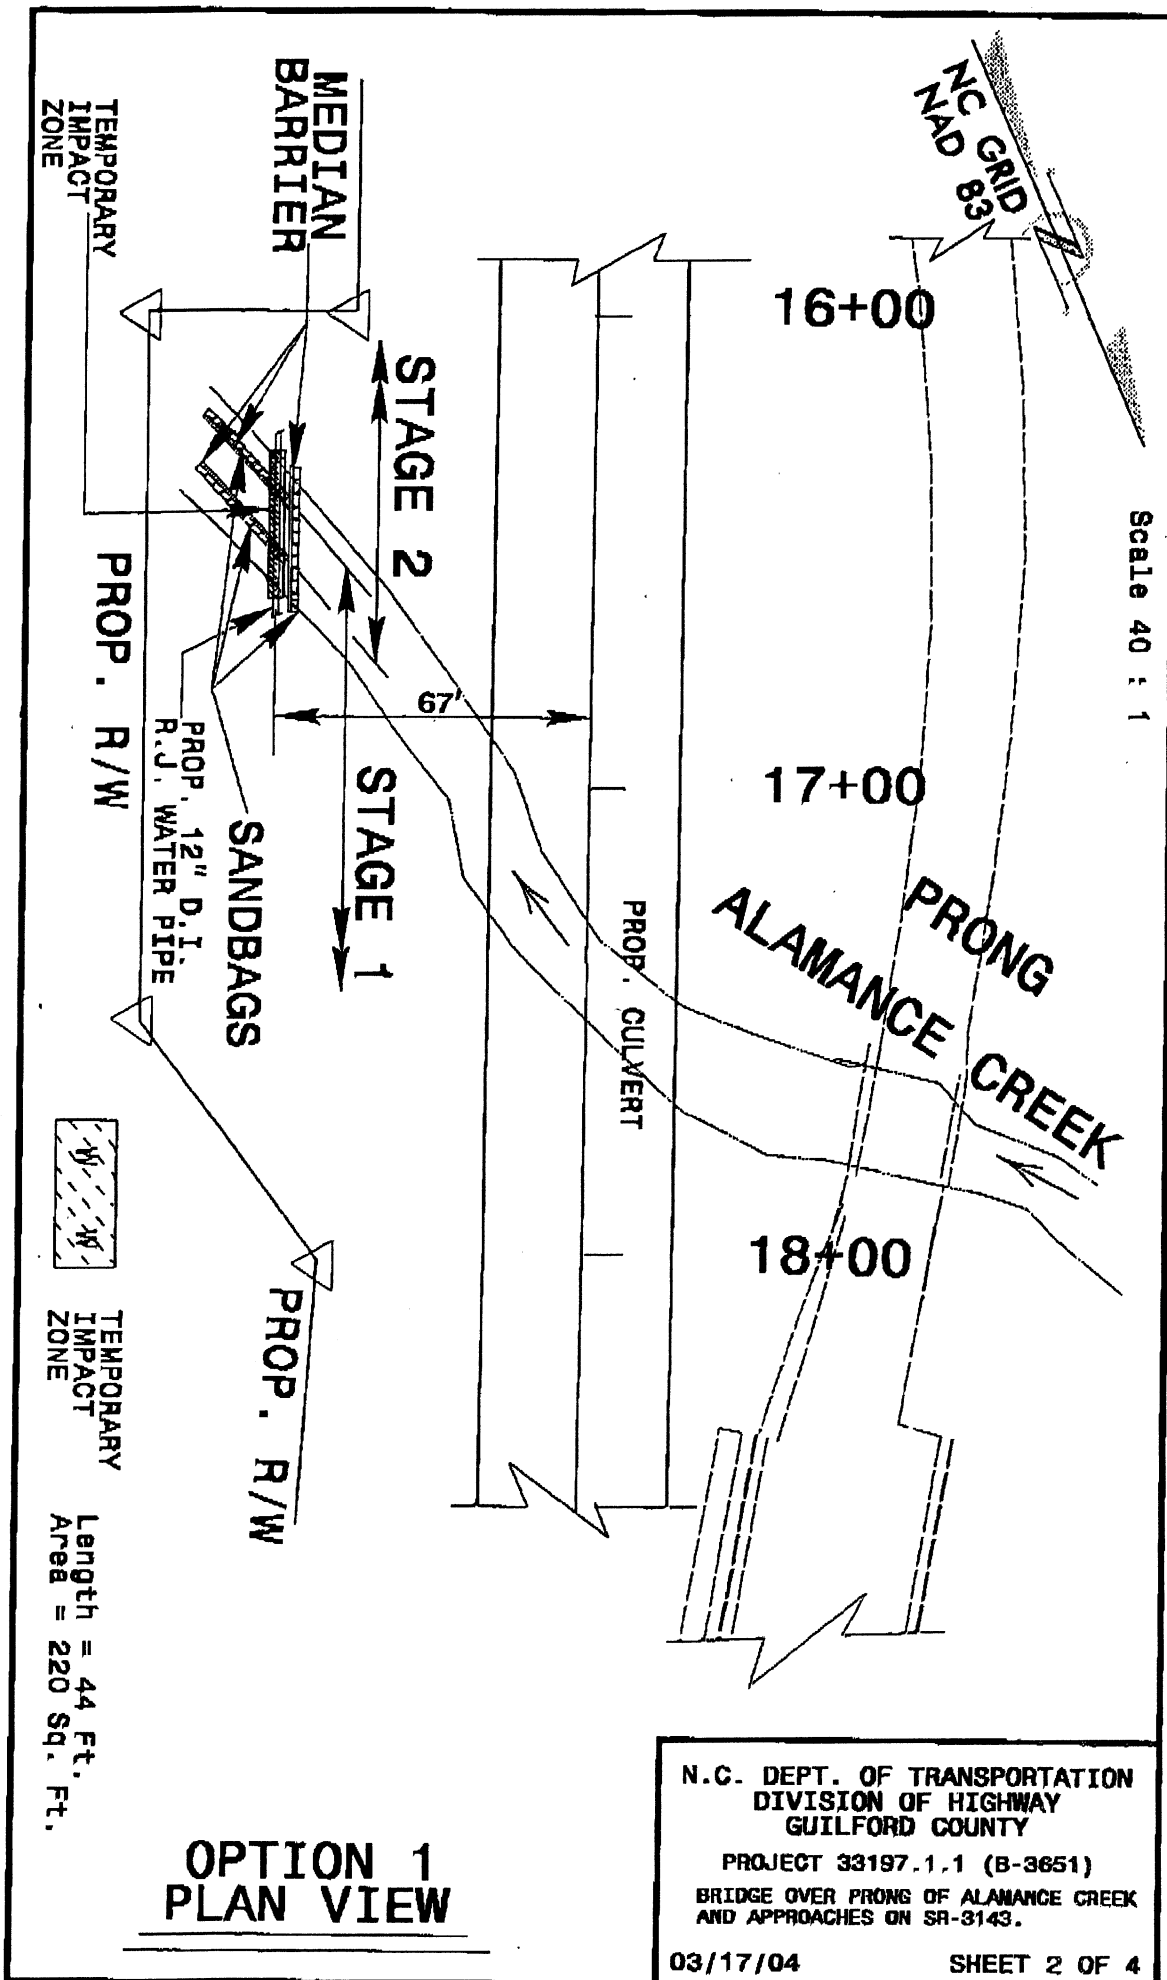 NC GRID
NAD 83
Scale 40 : 1
MEDIAN
BARRIER
TEMPORARY
IMPACT
ZONE
16+00
STAGE 2
PROP. R/W
67'
17+00
STAGE 1
PROP. 12" D.I.
R.J. WATER PIPE
SANDBAGS
PROP. CULVERT
PRONG
ALAMANCE CREEK
18+00
PROP. R/W
W
W
TEMPORARY
IMPACT
ZONE
Length = 44 Ft.
Area = 220 Sq. Ft.
OPTION 1
PLAN VIEW
N.C. DEPT. OF TRANSPORTATION
DIVISION OF HIGHWAY
GUILFORD COUNTY
PROJECT 33197.1.1 (B-3651)
BRIDGE OVER PRONG OF ALAMANCE CREEK
AND APPROACHES ON SR-3143.
03/17/04 SHEET 2 OF 4